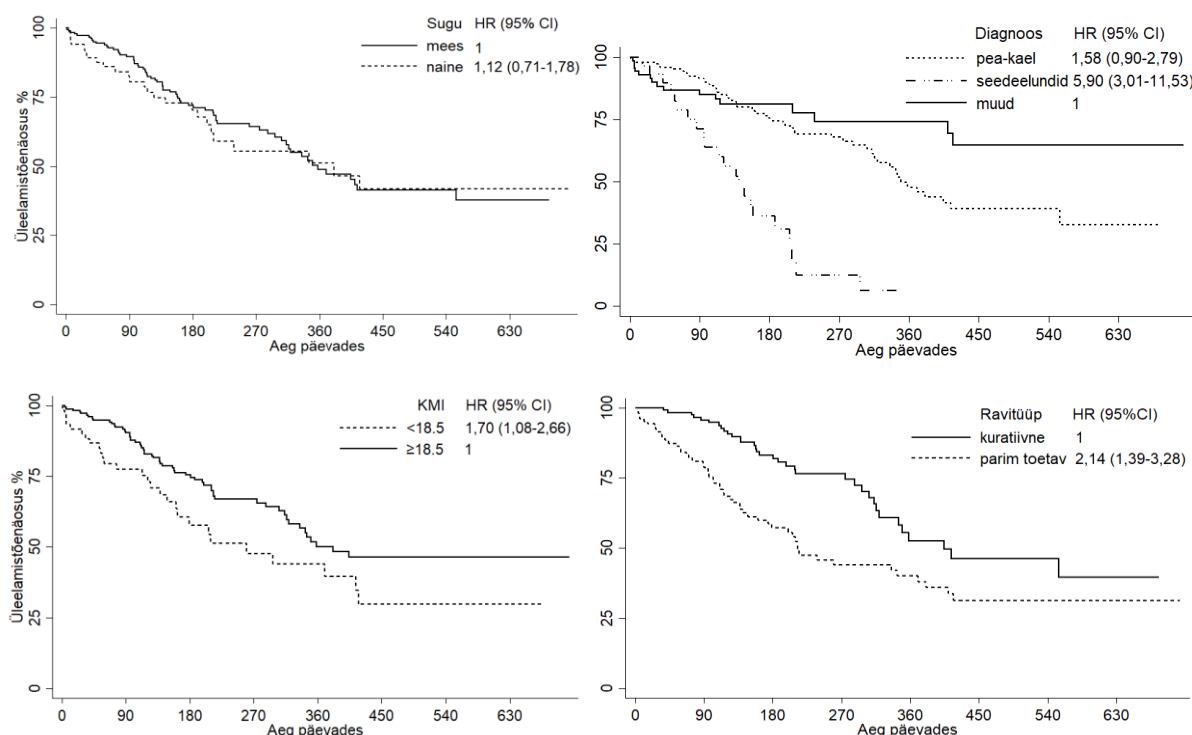 Sugu HR (95% CI)
mees 1
naine 1,12 (0,71-1,78)
Üleelamistõenäosus %
100
75
50
25
0
0 90 180 270 360 450 540 630
Aeg päevades
Diagnoos HR (95% CI)
pea-kael 1,58 (0,90-2,79)
seedeelundid 5,90 (3,01-11,53)
muud 1
100
75
50
25
0
0 90 180 270 360 450 540 630
Aeg päevades
KMI HR (95% CI)
<18.5 1,70 (1,08-2,66)
≥18.5 1
Üleelamistõenäosus %
100
75
50
25
0
0 90 180 270 360 450 540 630
Aeg päevades
Ravitüüp HR (95%CI)
kuratiivne 1
parim toetav 2,14 (1,39-3,28)
100
75
50
25
0
0 90 180 270 360 450 540 630
Aeg päevades